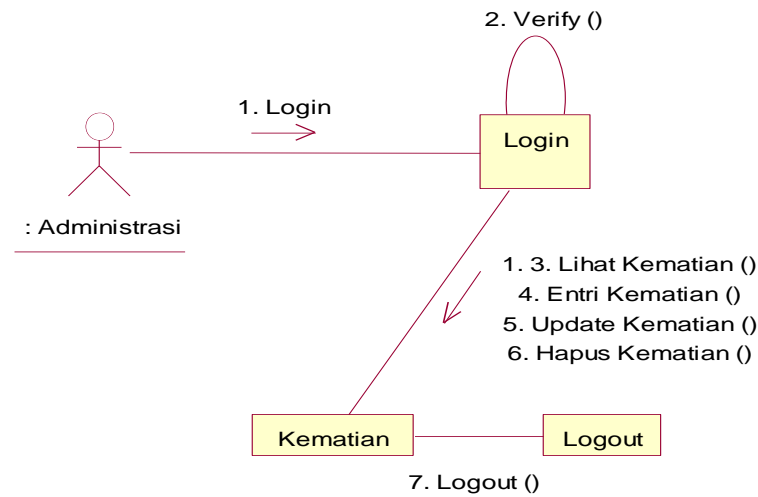 2. Verify ()
1. Login
Login
: Administrasi
1. 3. Lihat Kematian ()
4. Entri Kematian ()
5. Update Kematian ()
6. Hapus Kematian ()
Kematian
Logout
7. Logout ()